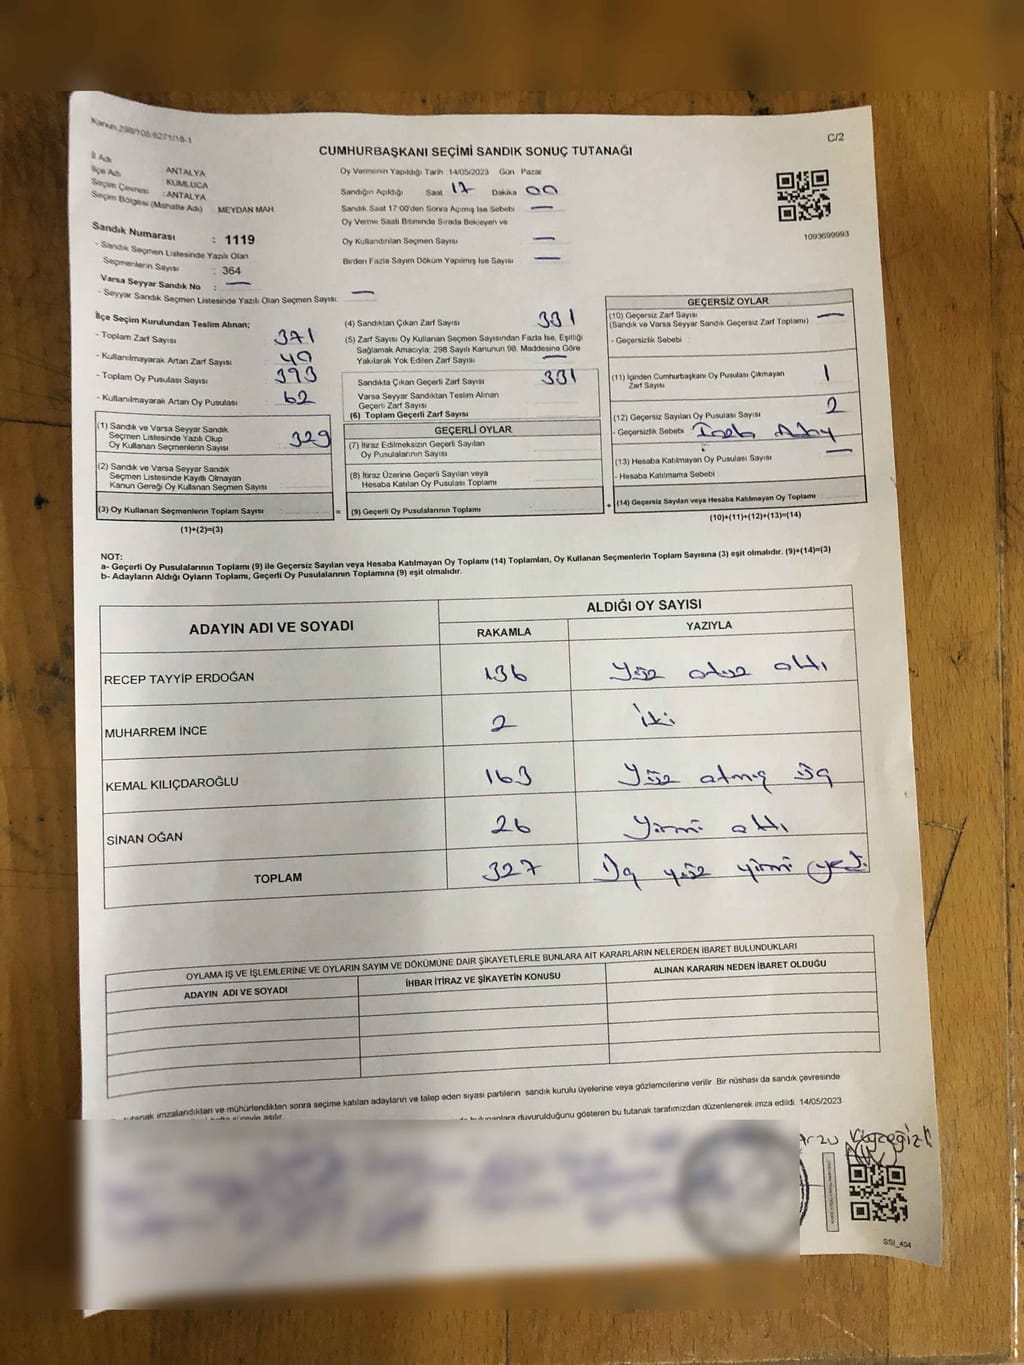 Kanun 298/108/6271/18-1
C/2
CUMHURBAŞKANI SEÇİMİ SANDIK SONUÇ TUTANAĞI
İl Adı : ANTALYA
İlçe Adı : KUMLUCA
Seçim Çevresi : ANTALYA
Seçim Bölgesi (Mahalle Adı) : MEYDAN MAH.
Sandık Numarası : 1119
- Sandık Seçmen Listesinde Yazılı Olan
Seçmenlerin Sayısı : 364
Varsa Seyyar Sandık No : —
- Seyyar Sandık Seçmen Listesinde Yazılı Olan Seçmen Sayısı: —
Oy Vermenin Yapıldığı Tarih :14/05/2023 Gün Pazar
Sandığın Açıldığı Saat 17 Dakika 00
Sandık Saat 17:00'den Sonra Açılmış İse Sebebi —
Oy Verme Saati Bitiminde Sırada Bekleyen ve
Oy Kullandırılan Seçmen Sayısı —
Birden Fazla Sayım Döküm Yapılmış İse Sayısı —
1093699993
İlçe Seçim Kurulundan Teslim Alınan;
- Toplam Zarf Sayısı 371
- Kullanılmayarak Artan Zarf Sayısı 40
- Toplam Oy Pusulası Sayısı 393
- Kullanılmayarak Artan Oy Pusulası 62
(1) Sandık ve Varsa Seyyar Sandık
Seçmen Listesinde Yazılı Olup
Oy Kullanan Seçmenlerin Sayısı 329
(2) Sandık ve Varsa Seyyar Sandık
Seçmen Listesinde Kayıtlı Olmayan
Kanun Gereği Oy Kullanan Seçmen Sayısı
(3) Oy Kullanan Seçmenlerin Toplam Sayısı
(1)+(2)=(3)
=
(4) Sandıktan Çıkan Zarf Sayısı 331
(5) Zarf Sayısı Oy Kullanan Seçmen Sayısından Fazla İse, Eşitliği
Sağlamak Amacıyla; 298 Sayılı Kanunun 98. Maddesine Göre
Yakılarak Yok Edilen Zarf Sayısı —
Sandıkta Çıkan Geçerli Zarf Sayısı 331
Varsa Seyyar Sandıktan Teslim Alınan
Geçerli Zarf Sayısı
(6) Toplam Geçerli Zarf Sayısı
GEÇERLİ OYLAR
(7) İtiraz Edilmeksizin Geçerli Sayılan
Oy Pusulalarının Sayısı
(8) İtiraz Üzerine Geçerli Sayılan veya
Hesaba Katılan Oy Pusulası Toplamı
(9) Geçerli Oy Pusulalarının Toplamı
+
GEÇERSİZ OYLAR
(10) Geçersiz Zarf Sayısı —
(Sandık ve Varsa Seyyar Sandık Geçersiz Zarf Toplamı)
- Geçersizlik Sebebi :
(11) İçinden Cumhurbaşkanı Oy Pusulası Çıkmayan
Zarf Sayısı 1
(12) Geçersiz Sayılan Oy Pusulası Sayısı 2
- Geçersizlik Sebebi
(13) Hesaba Katılmayan Oy Pusulası Sayısı —
- Hesaba Katılmama Sebebi :
(14) Geçersiz Sayılan veya Hesaba Katılmayan Oy Toplamı
(10)+(11)+(12)+(13)=(14)
NOT:
a- Geçerli Oy Pusulalarının Toplamı (9) ile Geçersiz Sayılan veya Hesaba Katılmayan Oy Toplamı (14) Toplamları, Oy Kullanan Seçmenlerin Toplam Sayısına (3) eşit olmalıdır. (9)+(14)=(3)
b- Adayların Aldığı Oyların Toplamı, Geçerli Oy Pusulalarının Toplamına (9) eşit olmalıdır.
ADAYIN ADI VE SOYADI ALDIĞI OY SAYISI
RAKAMLA YAZIYLA
RECEP TAYYİP ERDOĞAN 136 Yüz otuz altı
MUHARREM İNCE 2 iki
KEMAL KILIÇDAROĞLU 163 Yüz atmış üç
SİNAN OĞAN 26 Yirmi altı
TOPLAM 327 Üç yüz yirmi yedi
OYLAMA İŞ VE İŞLEMLERİNE VE OYLARIN SAYIM VE DÖKÜMÜNE DAİR ŞİKAYETLERLE BUNLARA AİT KARARLARIN NELERDEN İBARET BULUNDUKLARI
ADAYIN ADI VE SOYADI İHBAR İTİRAZ VE ŞİKAYETİN KONUSU ALINAN KARARIN NEDEN İBARET OLDUĞU
tutanak imzalandıktan ve mühürlendikten sonra seçime katılan adayların ve talep eden siyasi partilerin sandık kurulu üyelerine veya gözlemcilerine verilir .Bir nüshası da sandık çevresinde
duyurulduğunu gösteren bu tutanak tarafımızdan düzenlenerek imza edildi. 14/05/2023
Arzu
SSI_404